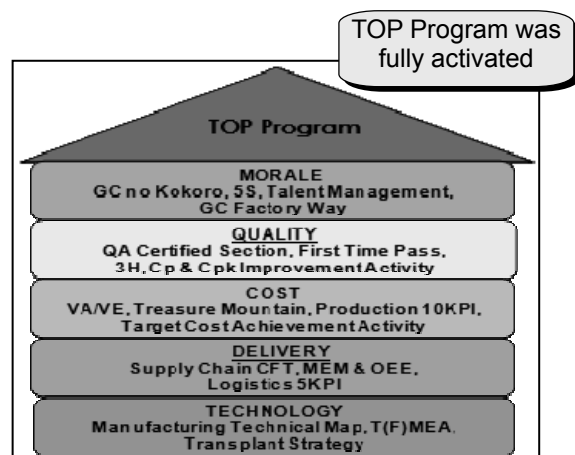 TOP Program was
fully activated
TOP Program
MORALE
GC no Kokoro, 5S, Talent Management,
GC Factory Way
QUALITY
QA Certified Section, First Time Pass,
3H, Cp & Cpk Improvement Activity
COST
VA/VE, Treasure Mountain, Production 10KPI,
Target Cost Achievement Activity
DELIVERY
Supply Chain CFT, MEM & OEE,
Logistics 5KPI
TECHNOLOGY
Manufacturing Technical Map, T(F)MEA,
Transplant Strategy